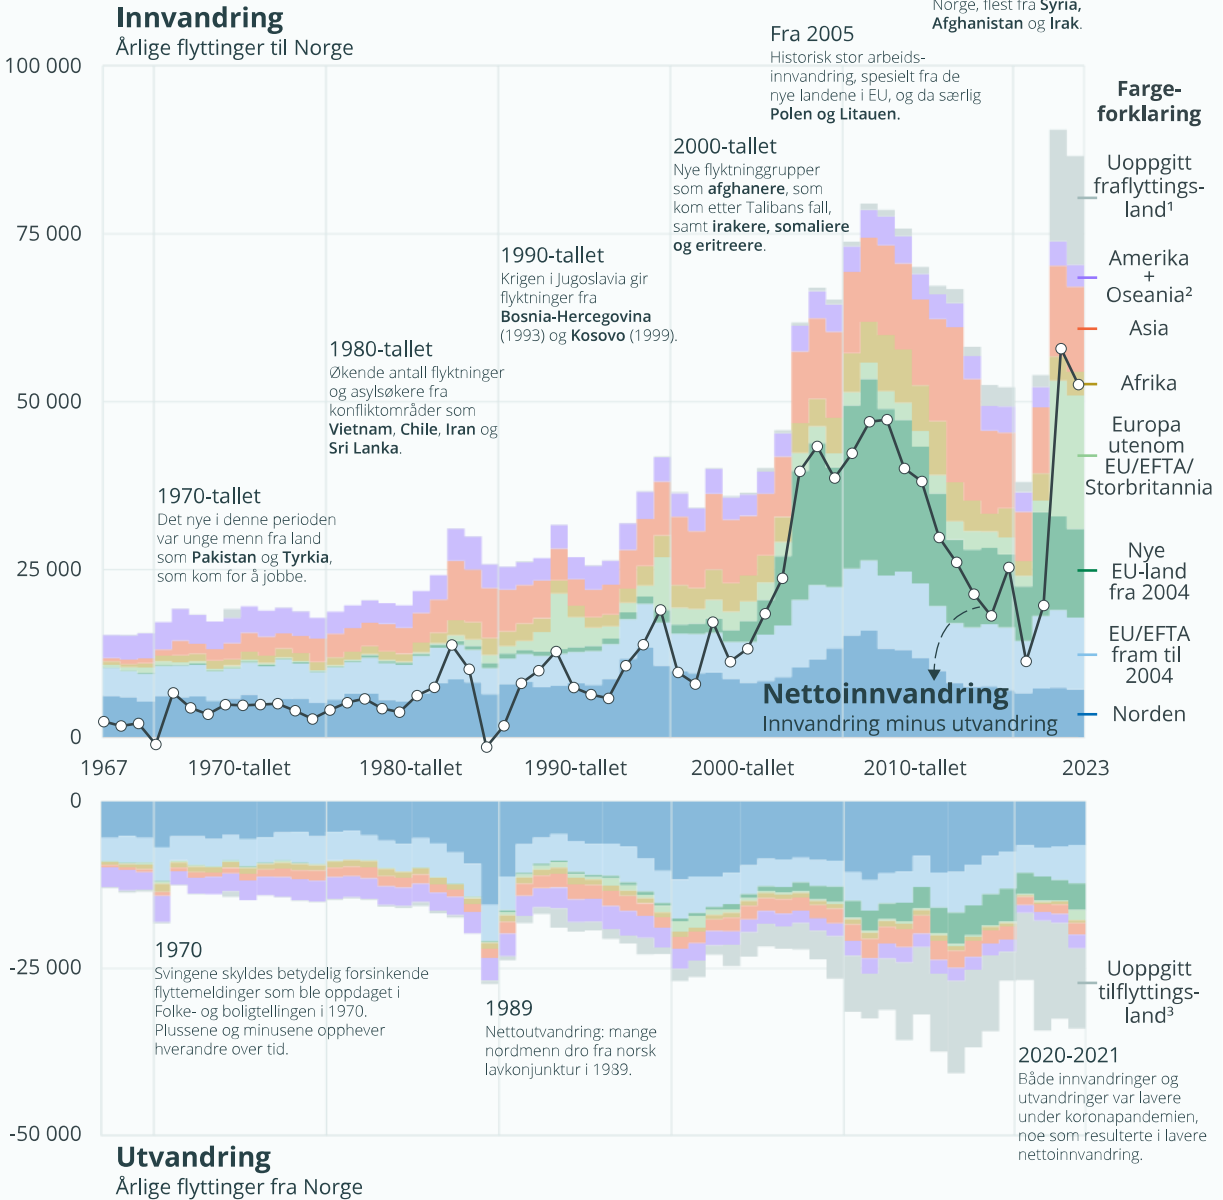 Norge, flest fra Syria,
Afghanistan og Irak.
Innvandring
Årlige flyttinger til Norge
Fra 2005
Historisk stor arbeids-
innvandring, spesielt fra de
nye landene i EU, og da særlig
Polen og Litauen.
2000-tallet
Nye flyktninggrupper
som afghanere, som
kom etter Talibans fall,
samt irakere, somaliere
og eritreere.
1990-tallet
Krigen i Jugoslavia gir
flyktninger fra
Bosnia-Hercegovina
(1993) og Kosovo (1999).
1980-tallet
Økende antall flyktninger
og asylsøkere fra
konfliktområder som
Vietnam, Chile, Iran og
Sri Lanka.
1970-tallet
Det nye i denne perioden
var unge menn fra land
som Pakistan og Tyrkia,
som kom for å jobbe.
100 000
75 000
50 000
25 000
0
Farge-
forklaring
Uoppgitt
fraflyttings-
land¹
Amerika
+
Oseania²
Asia
Afrika
Europa
utenom
EU/EFTA/
Storbritannia
Nye
EU-land
fra 2004
EU/EFTA
fram til
2004
Norden
Nettoinnvandring
Innvandring minus utvandring
1967
1970-tallet
1980-tallet
1990-tallet
2000-tallet
2010-tallet
2023
0
-25 000
-50 000
1970
Svingene skyldes betydelig forsinkende
flyttemeldinger som ble oppdaget i
Folke- og boligtellingen i 1970.
Plussene og minusene opphever
hverandre over tid.
1989
Nettoutvandring: mange
nordmenn dro fra norsk
lavkonjunktur i 1989.
Uoppgitt
tilflyttings-
land³
2020-2021
Både innvandringer og
utvandringer var lavere
under koronapandemien,
noe som resulterte i lavere
nettoinnvandring.
Utvandring
Årlige flyttinger fra Norge